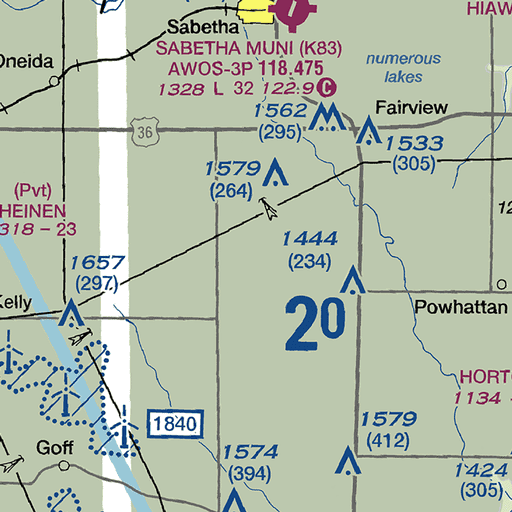 Sabetha
HIAW
SABETHA MUNI (K83)
AWOS-3P 118.475
1328 L 32 122.9 C
Oneida
numerous
lakes
1562
(295)
Fairview
36
1533
(305)
1579
(264)
(Pvt)
HEINEN
318 - 23
12
1444
(234)
1657
(297)
Kelly
Powhattan
20
HORT
1134 -
1840
1579
(412)
Goff
1574
(394)
1424
(305)